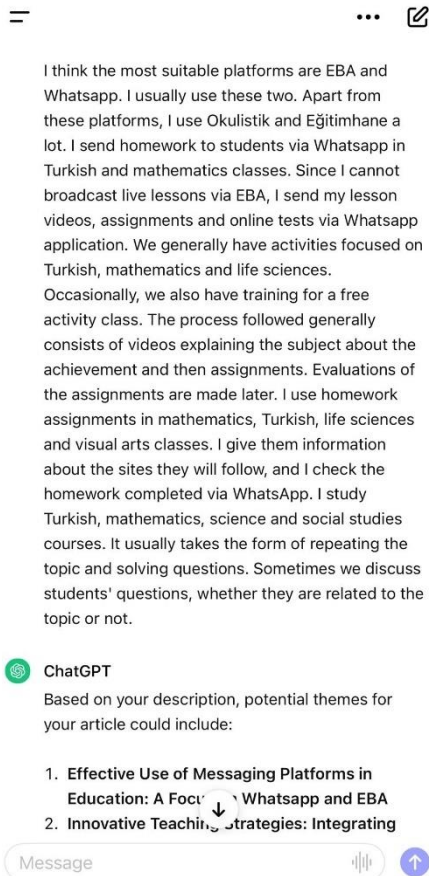 I think the most suitable platforms are EBA and
Whatsapp. I usually use these two. Apart from
these platforms, I use Okulistik and Eğitimhane a
lot. I send homework to students via Whatsapp in
Turkish and mathematics classes. Since I cannot
broadcast live lessons via EBA, I send my lesson
videos, assignments and online tests via Whatsapp
application. We generally have activities focused on
Turkish, mathematics and life sciences.
Occasionally, we also have training for a free
activity class. The process followed generally
consists of videos explaining the subject about the
achievement and then assignments. Evaluations of
the assignments are made later. I use homework
assignments in mathematics, Turkish, life sciences
and visual arts classes. I give them information
about the sites they will follow, and I check the
homework completed via WhatsApp. I study
Turkish, mathematics, science and social studies
courses. It usually takes the form of repeating the
topic and solving questions. Sometimes we discuss
students' questions, whether they are related to the
topic or not.
ChatGPT
Based on your description, potential themes for
your article could include:
1. Effective Use of Messaging Platforms in
Education: A Whatsapp and EBA
2. Innovative Teaching Strategies: Integrating
Message